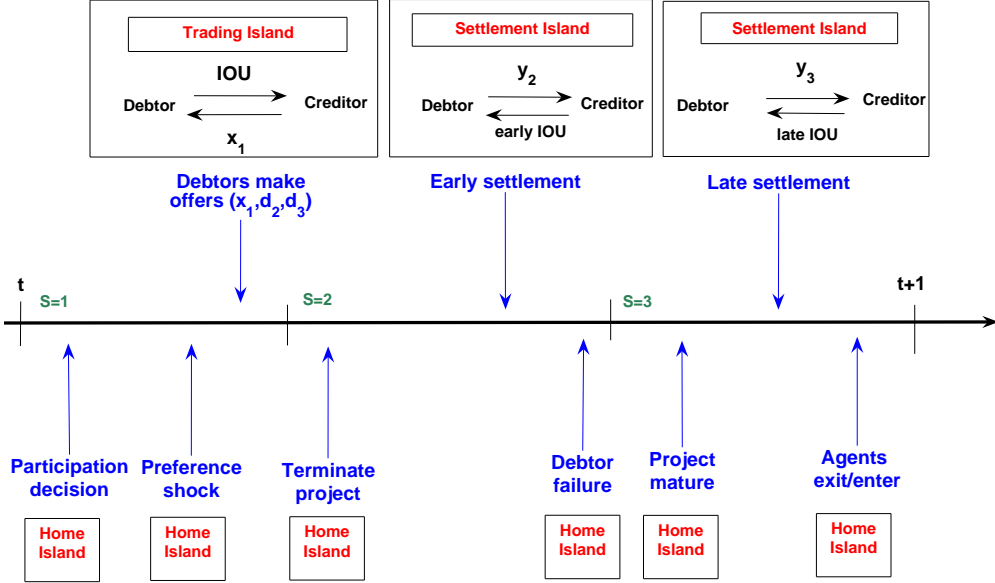 Trading Island
IOU
Debtor
Creditor
x1
Settlement Island
y2
Debtor
Creditor
early IOU
Settlement Island
y3
Debtor
Creditor
late IOU
Debtors make
offers (x1,d2,d3)
Early settlement
Late settlement
t
t+1
S=1
S=2
S=3
Participation
decision
Preference
shock
Terminate
project
Debtor
failure
Project
mature
Agents
exit/enter
Home
Island
Home
Island
Home
Island
Home
Island
Home
Island
Home
Island